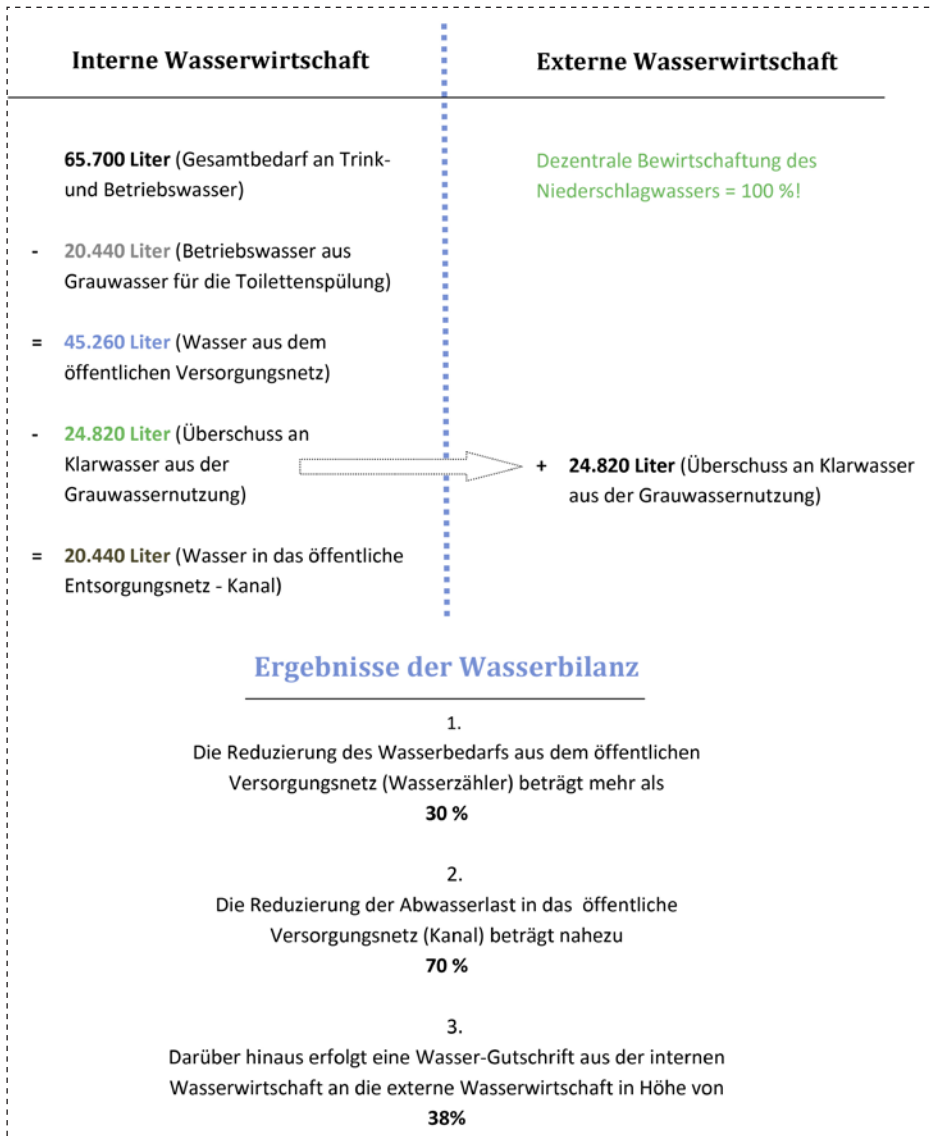 Interne Wasserwirtschaft
Externe Wasserwirtschaft
65.700 Liter (Gesamtbedarf an Trink-
und Betriebswasser)
- 20.440 Liter (Betriebswasser aus
Grauwasser für die Toilettenspülung)
= 45.260 Liter (Wasser aus dem
öffentlichen Versorgungsnetz)
- 24.820 Liter (Überschuss an
Klarwasser aus der
Grauwassernutzung)
= 20.440 Liter (Wasser in das öffentliche
Entsorgungsnetz - Kanal)
Dezentrale Bewirtschaftung des
Niederschlagwassers = 100 %!
+ 24.820 Liter (Überschuss an Klarwasser
aus der Grauwassernutzung)
Ergebnisse der Wasserbilanz
1.
Die Reduzierung des Wasserbedarfs aus dem öffentlichen
Versorgungsnetz (Wasserzähler) beträgt mehr als
30 %
2.
Die Reduzierung der Abwasserlast in das öffentliche
Versorgungsnetz (Kanal) beträgt nahezu
70 %
3.
Darüber hinaus erfolgt eine Wasser-Gutschrift aus der internen
Wasserwirtschaft an die externe Wasserwirtschaft in Höhe von
38%